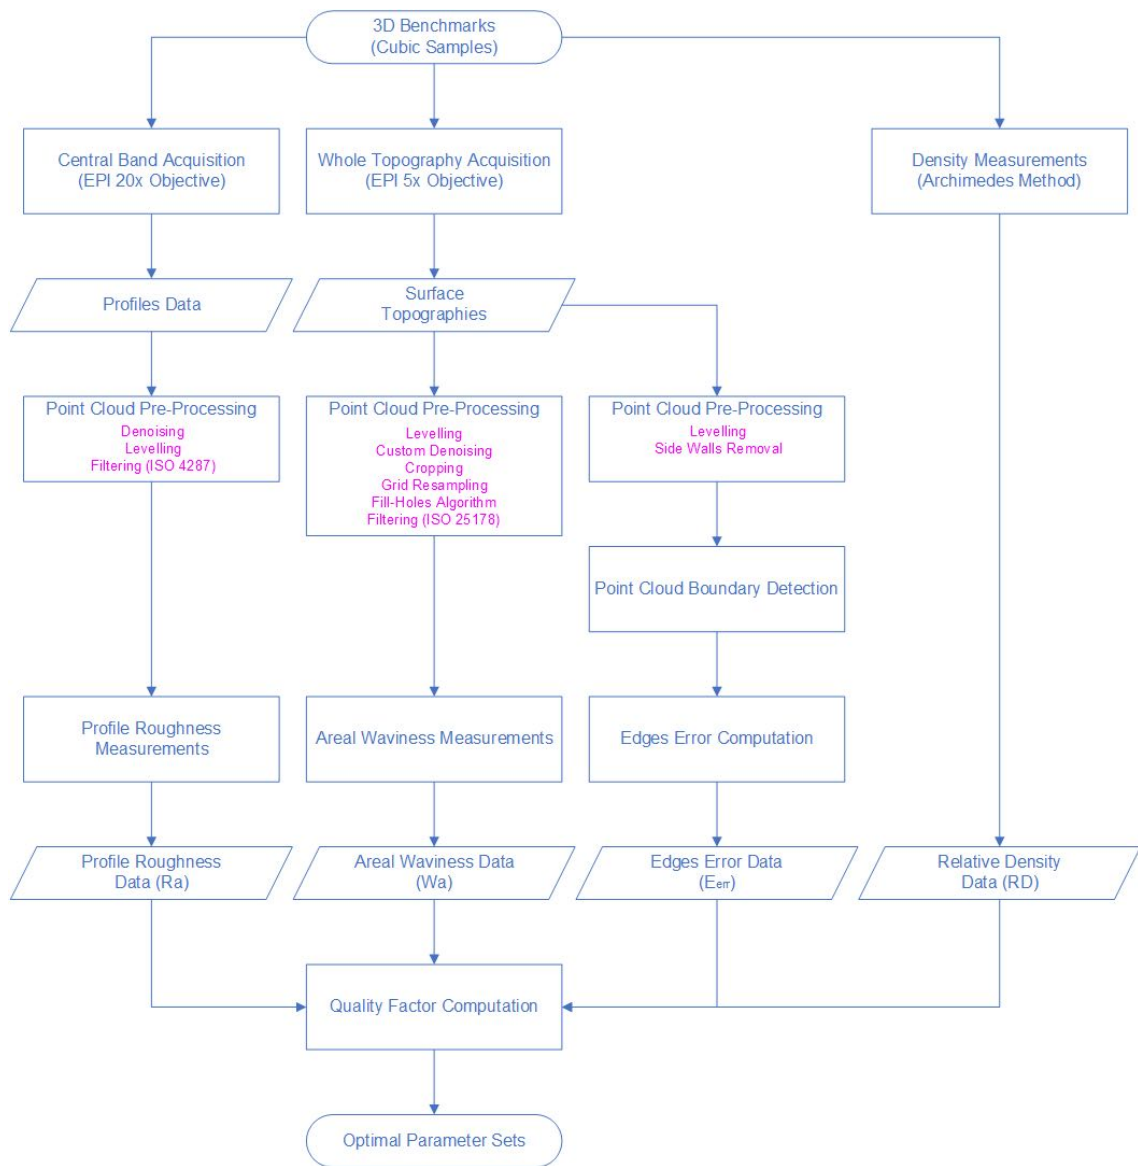 3D Benchmarks
(Cubic Samples)
Central Band Acquisition
(EPI 20x Objective)
Whole Topography Acquisition
(EPI 5x Objective)
Density Measurements
(Archimedes Method)
Profiles Data
Surface
Topographies
Point Cloud Pre-Processing
Denoising
Levelling
Filtering (ISO 4287)
Point Cloud Pre-Processing
Levelling
Custom Denoising
Cropping
Grid Resampling
Fill-Holes Algorithm
Filtering (ISO 25178)
Point Cloud Pre-Processing
Levelling
Side Walls Removal
Point Cloud Boundary Detection
Profile Roughness
Measurements
Areal Waviness Measurements
Edges Error Computation
Profile Roughness
Data (Ra)
Areal Waviness Data
(Wa)
Edges Error Data
(Eerr)
Relative Density
Data (RD)
Quality Factor Computation
Optimal Parameter Sets